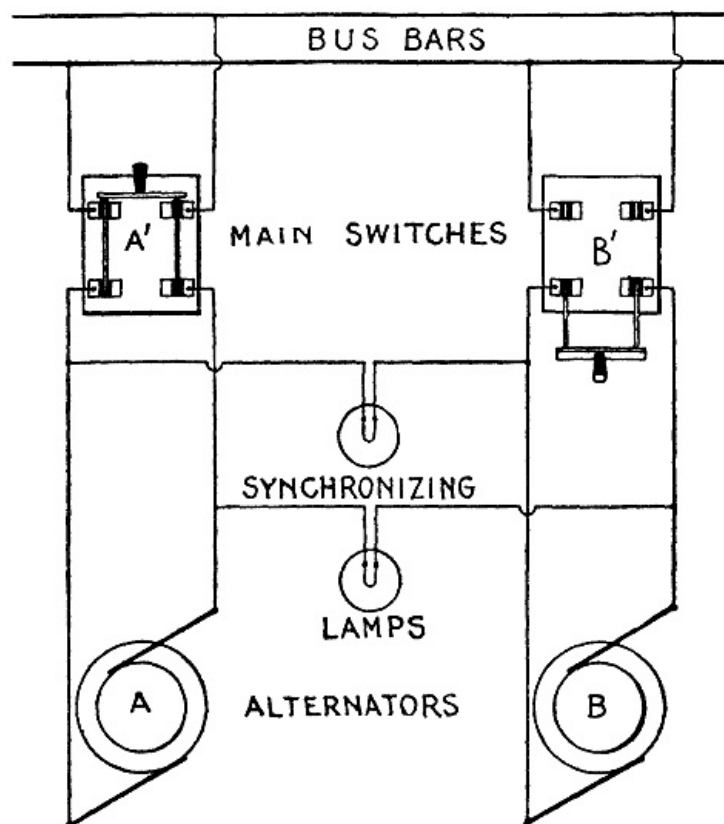 BUS BARS
A'
MAIN SWITCHES
B'
SYNCHRONIZING
LAMPS
A
ALTERNATORS
B